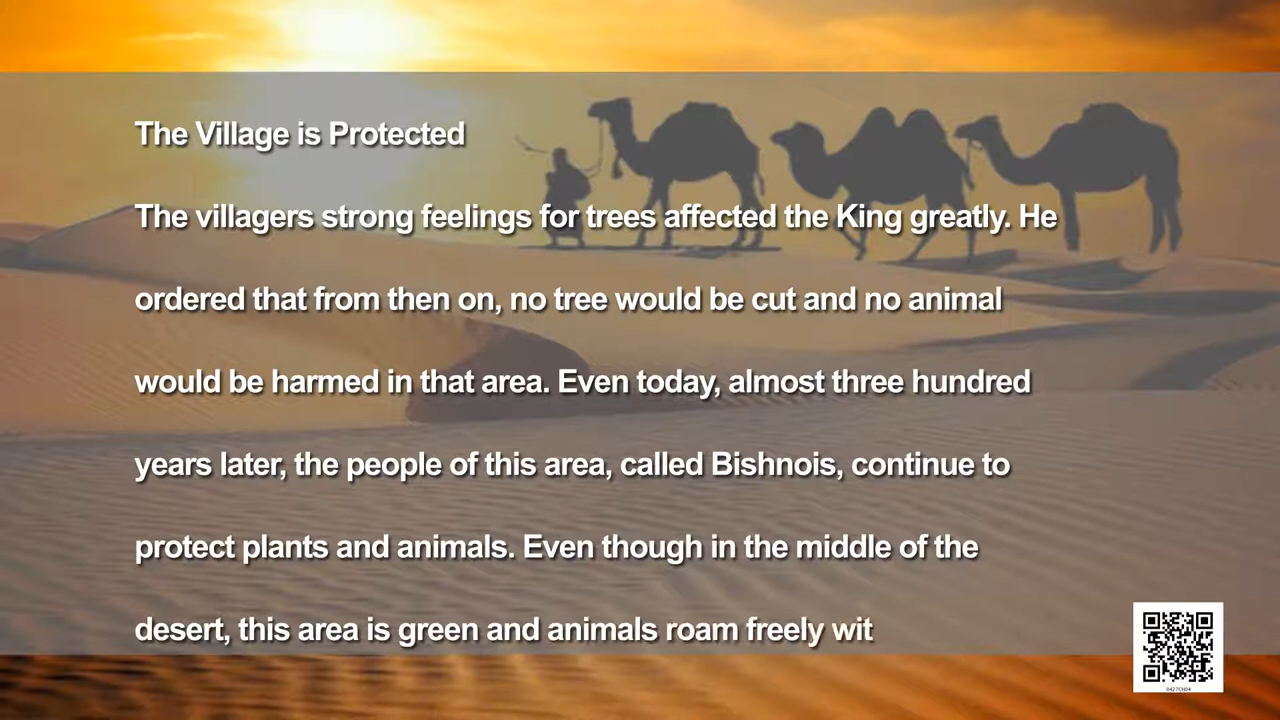 The Village is Protected
The villagers strong feelings for trees affected the King greatly. He
ordered that from then on, no tree would be cut and no animal
would be harmed in that area. Even today, almost three hundred
years later, the people of this area, called Bishnois, continue to
protect plants and animals. Even though in the middle of the
desert, this area is green and animals roam freely wit
0427CH04